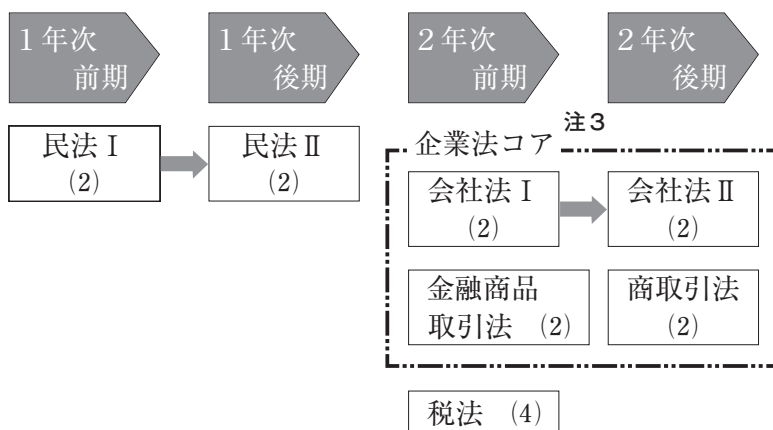 1年次
前期
1年次
後期
2年次
前期
2年次
後期
民法Ⅰ
(2)
民法Ⅱ
(2)
企業法コア
注3
会社法Ⅰ
(2)
会社法Ⅱ
(2)
金融商品
取引法 (2)
商取引法
(2)
税法 (4)